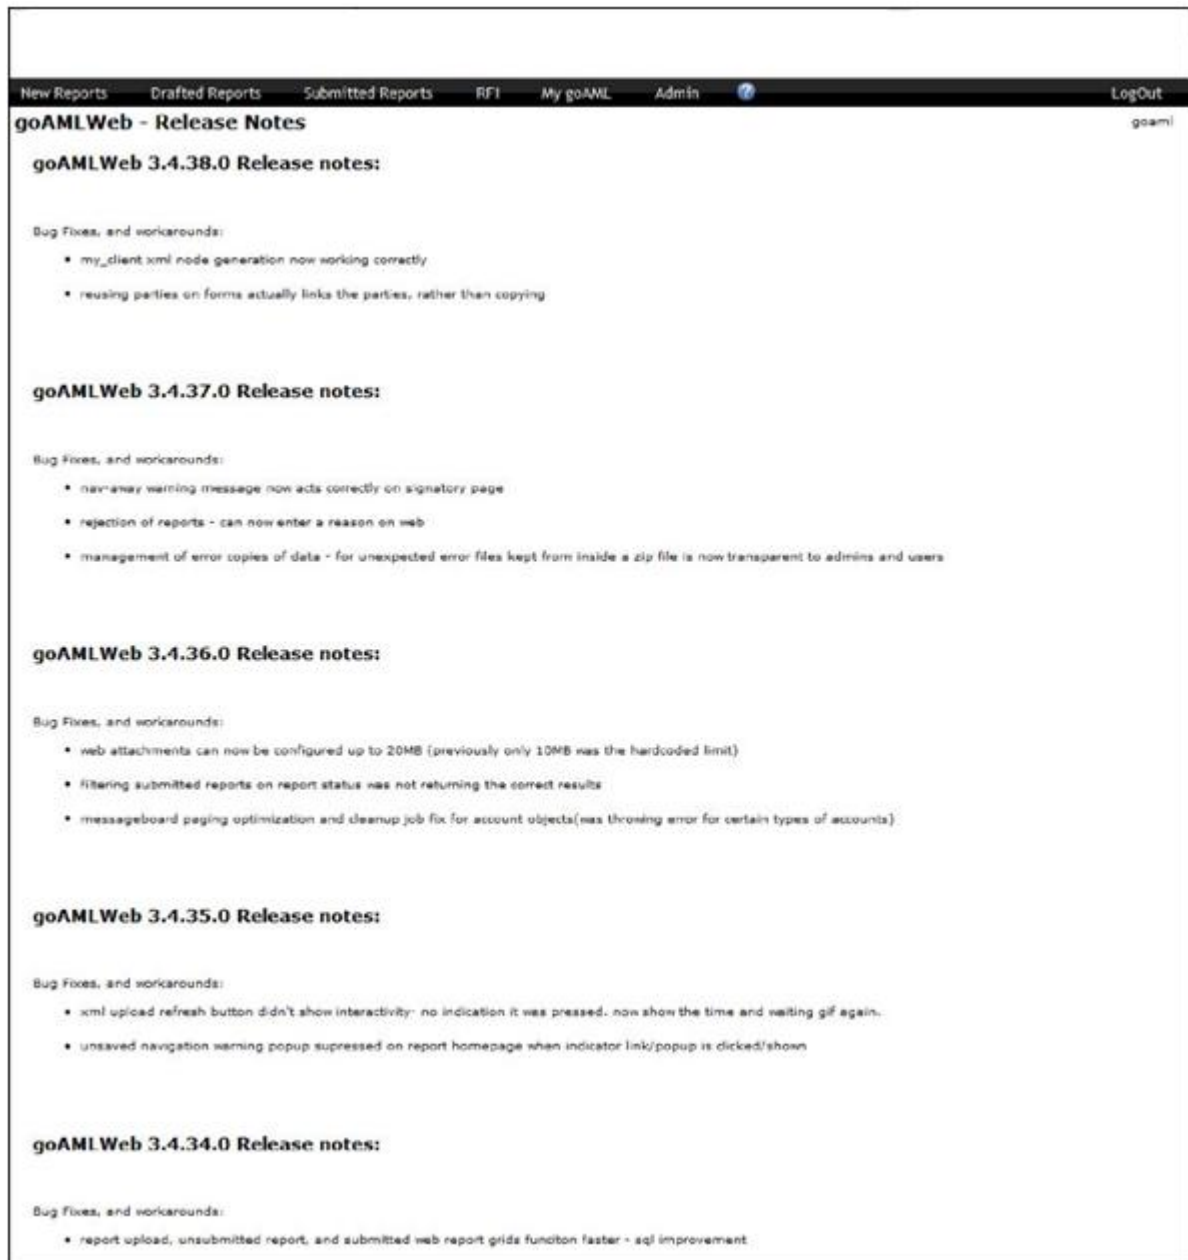 New Reports Drafted Reports Submitted Reports RFI My goAML Admin ? LogOut
goAMLWeb - Release Notes goaml
goAMLWeb 3.4.38.0 Release notes:
Bug Fixes, and workarounds:
• my_client xml node generation now working correctly
• reusing parties on forms actually links the parties, rather than copying
goAMLWeb 3.4.37.0 Release notes:
Bug Fixes, and workarounds:
• nav-away warning message now acts correctly on signatory page
• rejection of reports - can now enter a reason on web
• management of error copies of data - for unexpected error files kept from inside a zip file is now transparent to admins and users
goAMLWeb 3.4.36.0 Release notes:
Bug Fixes, and workarounds:
• web attachments can now be configured up to 20MB (previously only 10MB was the hardcoded limit)
• filtering submitted reports on report status was not returning the correct results
• messageboard paging optimization and cleanup job fix for account objects(was throwing error for certain types of accounts)
goAMLWeb 3.4.35.0 Release notes:
Bug Fixes, and workarounds:
• xml upload refresh button didn't show interactivity- no indication it was pressed. now show the time and waiting gif again.
• unsaved navigation warning popup supressed on report homepage when indicator link/popup is clicked/shown
goAMLWeb 3.4.34.0 Release notes:
Bug Fixes, and workarounds:
• report upload, unsubmitted report, and submitted web report grids funciton faster - sql improvement